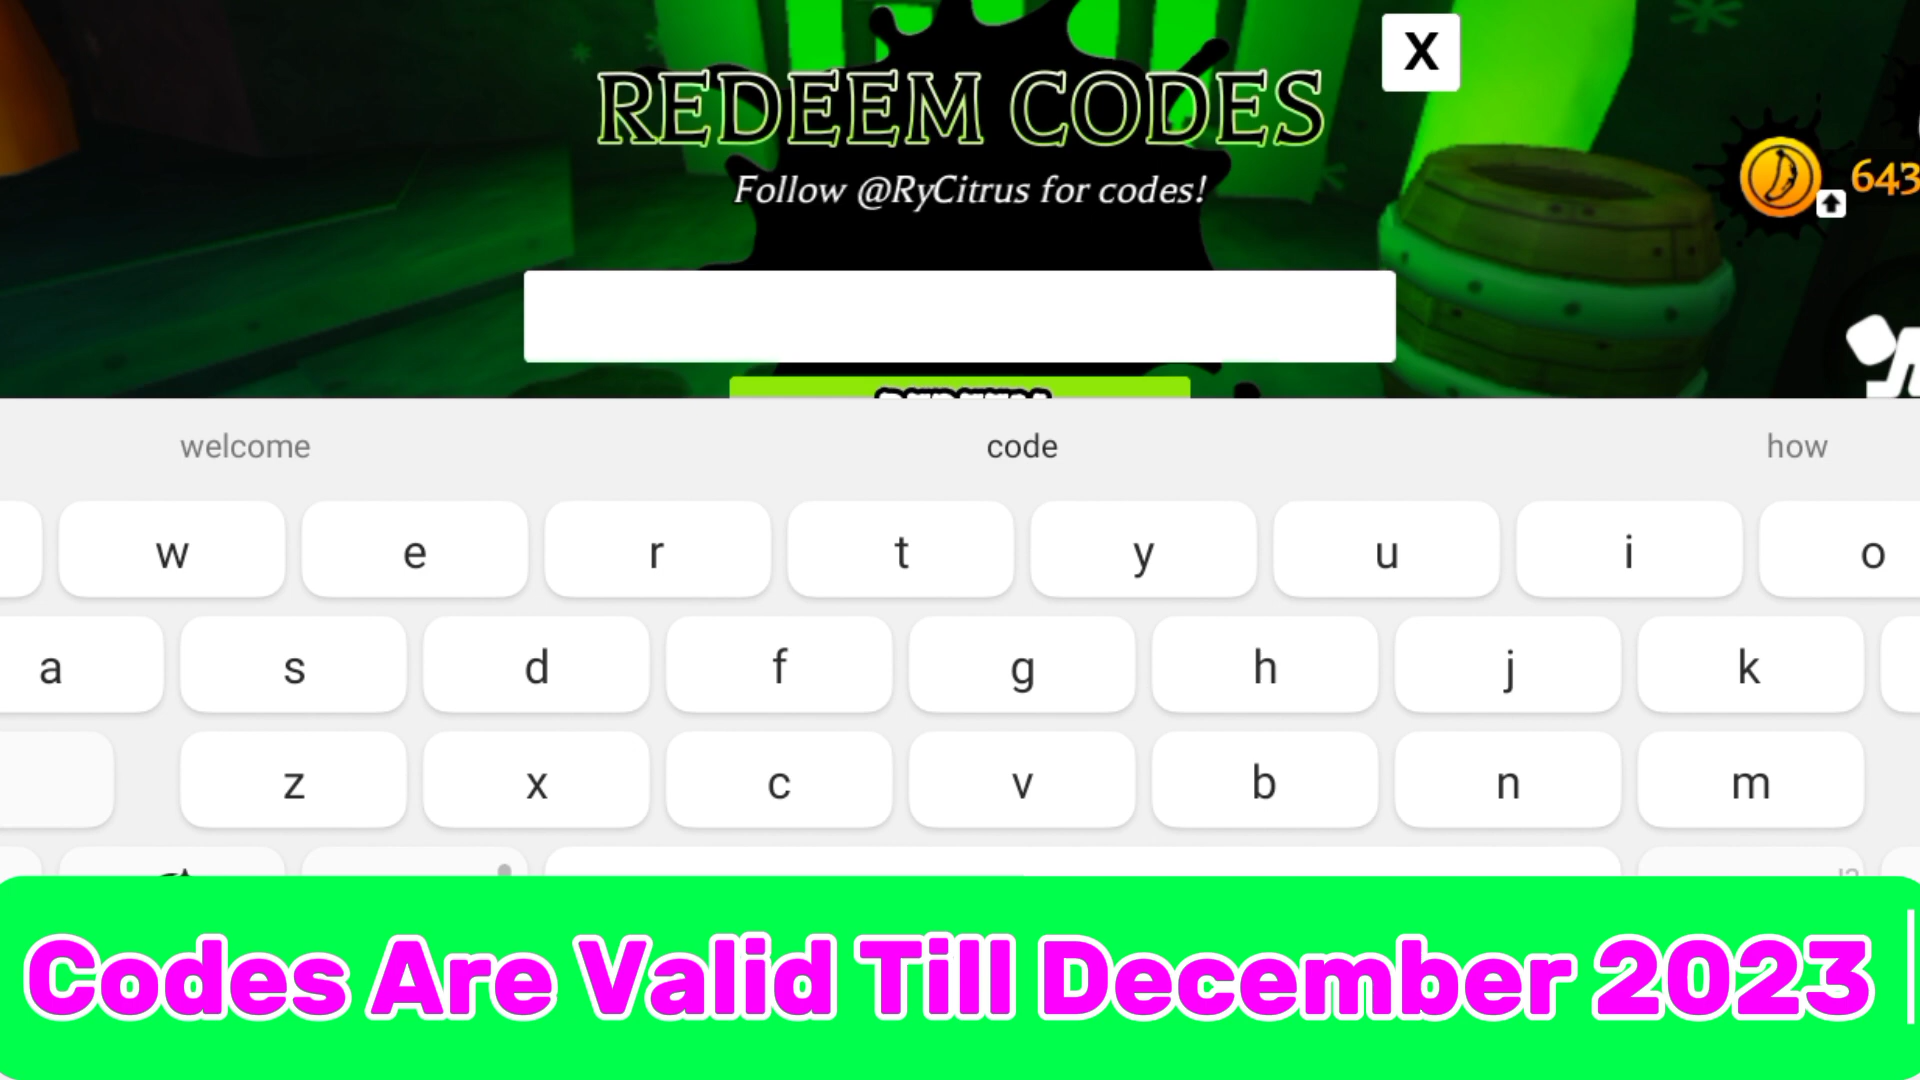 REDEEM CODES
X
Follow @RyCitrus for codes!
643
welcome code how
w e r t y u i o
a s d f g h j k
z x c v b n m
Codes Are Valid Till December 2023